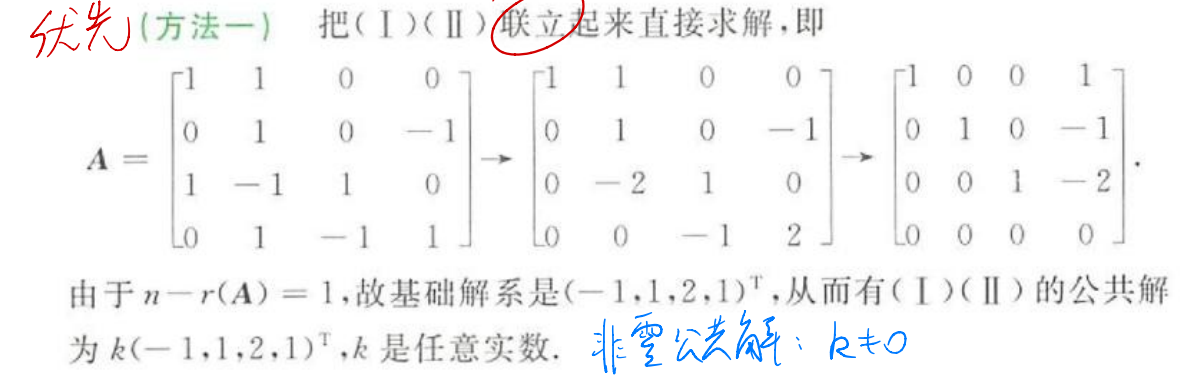 优先 (方法一) 把(Ⅰ)(Ⅱ)联立起来直接求解,即
A = [1 1 0 0; 0 1 0 -1; 1 -1 1 0; 0 1 -1 1] → [1 1 0 0; 0 1 0 -1; 0 -2 1 0; 0 0 -1 2] → [1 0 0 1; 0 1 0 -1; 0 0 1 -2; 0 0 0 0].
由于 n-r(A) = 1,故基础解系是(-1,1,2,1)ᵀ,从而有(Ⅰ)(Ⅱ)的公共解
为 k(-1,1,2,1)ᵀ,k 是任意实数. 非零公共解: k≠0